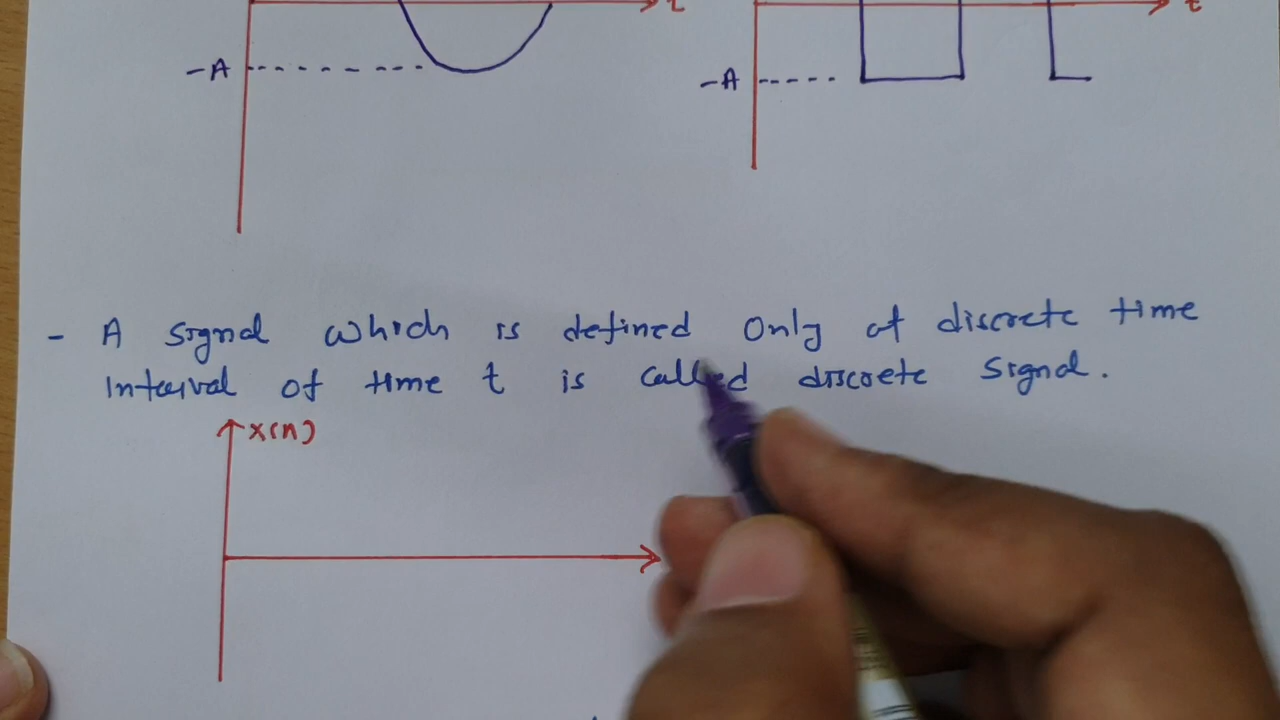 t
t
-A
-A
- A signal which is defined only at discrete time
interval of time t is called discrete signal.
x(n)